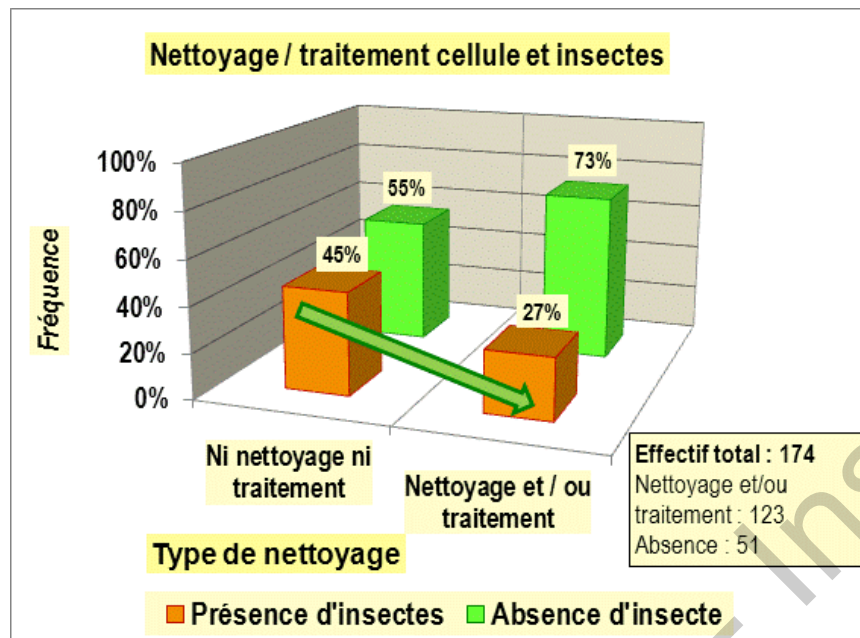 Nettoyage / traitement cellule et insectes
100%
80%
60%
40%
20%
0%
Fréquence
45%
55%
27%
73%
Ni nettoyage ni
traitement
Nettoyage et / ou
traitement
Type de nettoyage
Effectif total : 174
Nettoyage et/ou
traitement : 123
Absence : 51
Présence d'insectes
Absence d'insecte